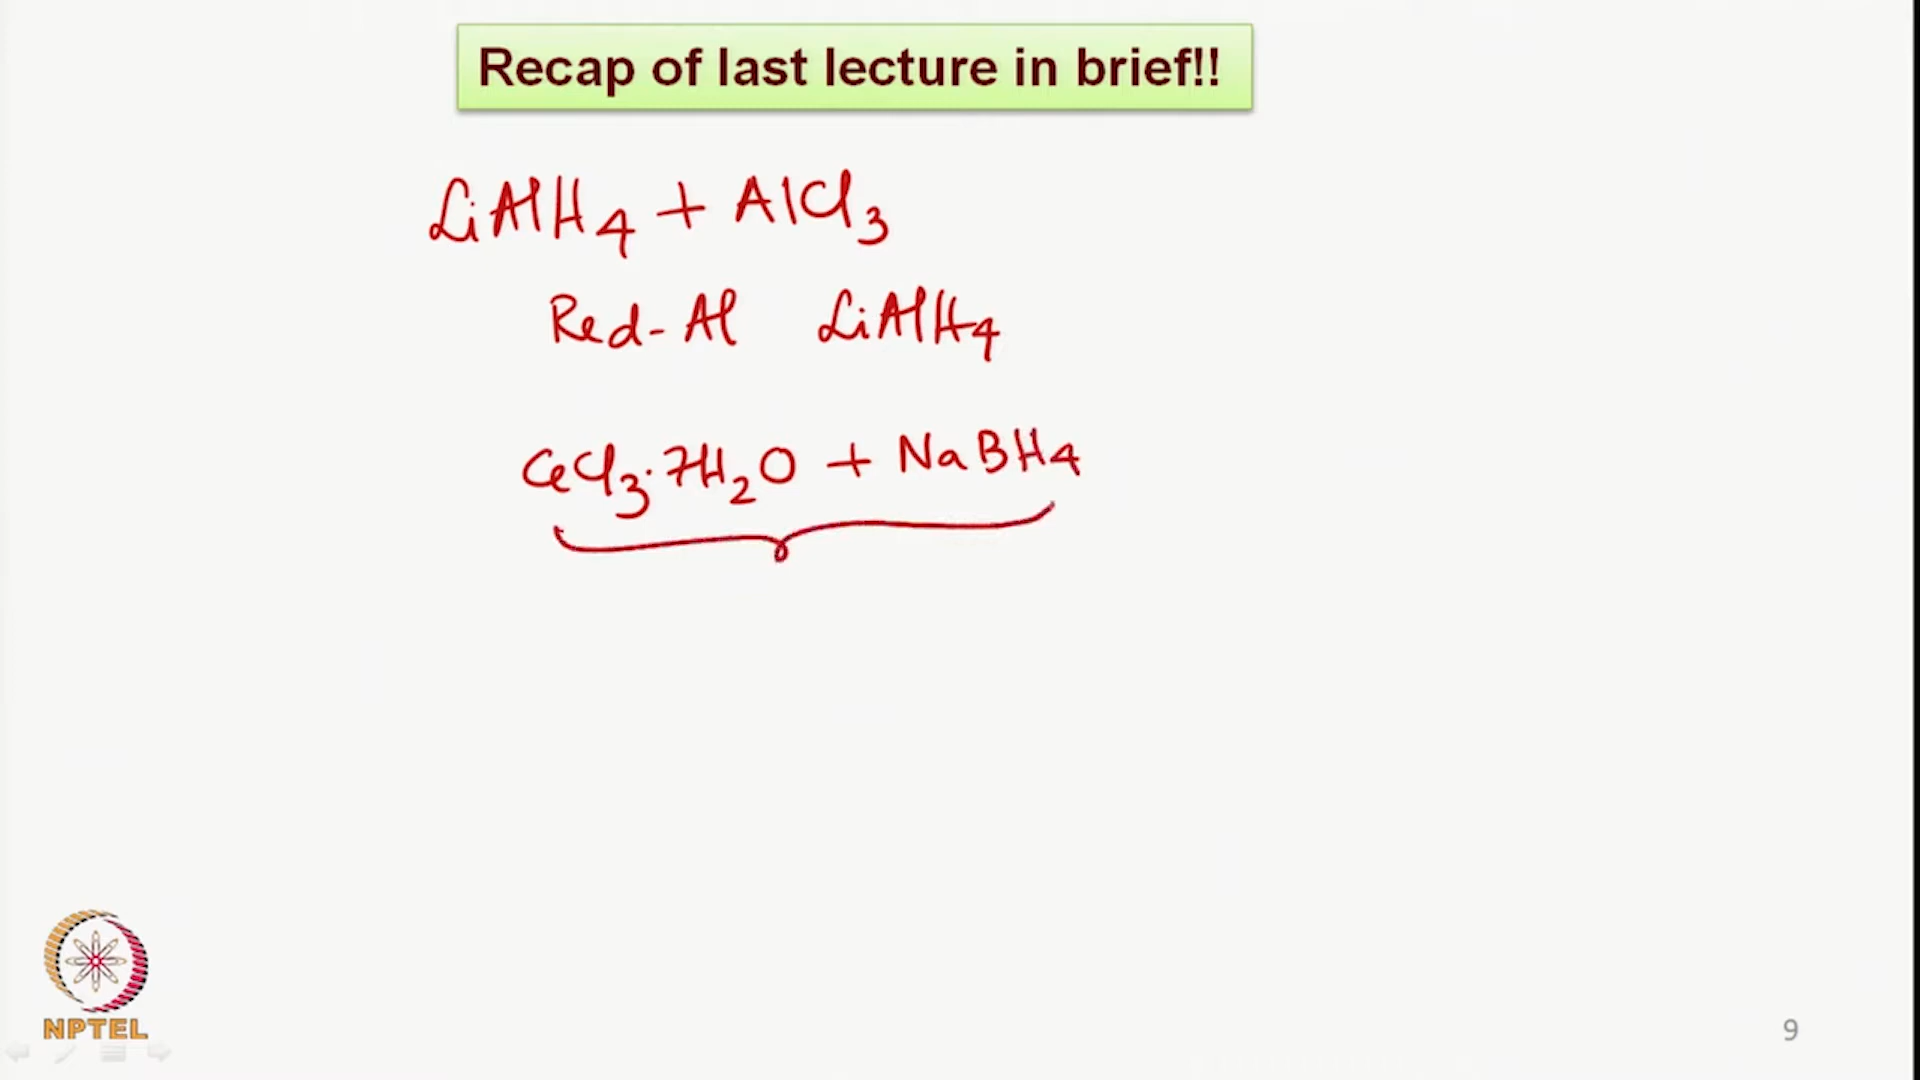 Recap of last lecture in brief!!
LiAlH4 + AlCl3
Red-Al LiAlH4
CeCl3·7H2O + NaBH4
NPTEL
9